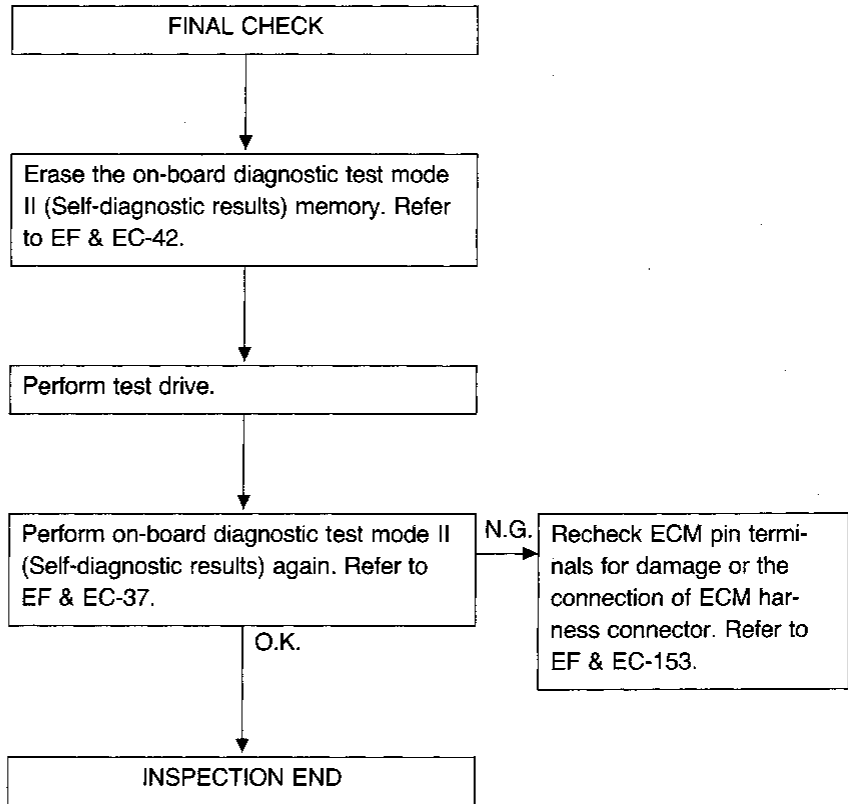 FINAL CHECK
Erase the on-board diagnostic test mode
II (Self-diagnostic results) memory. Refer
to EF & EC-42.
Perform test drive.
Perform on-board diagnostic test mode II
(Self-diagnostic results) again. Refer to
EF & EC-37.
N.G.
Recheck ECM pin termi-
nals for damage or the
connection of ECM har-
ness connector. Refer to
EF & EC-153.
O.K.
INSPECTION END